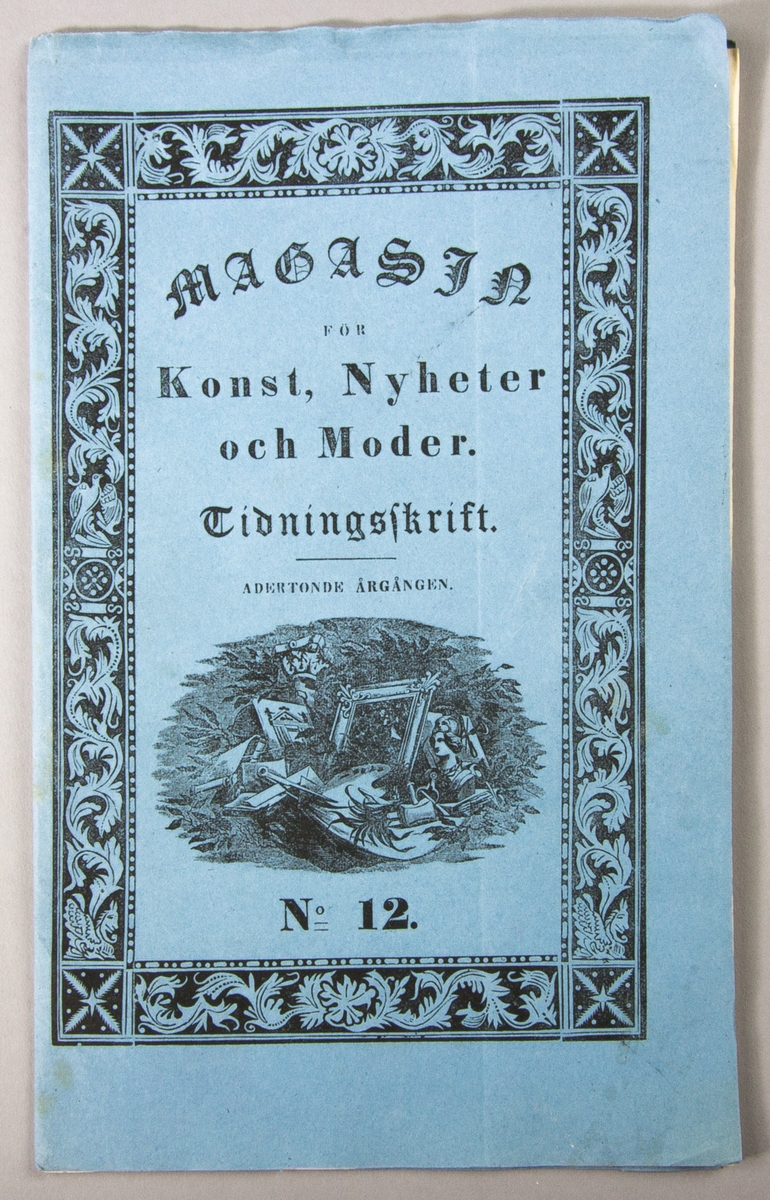 MAGASIN
FÖR
Konst, Nyheter
och Moder.
Tidningsſkrift.
ADERTONDE ÅRGÅNGEN.
No 12.